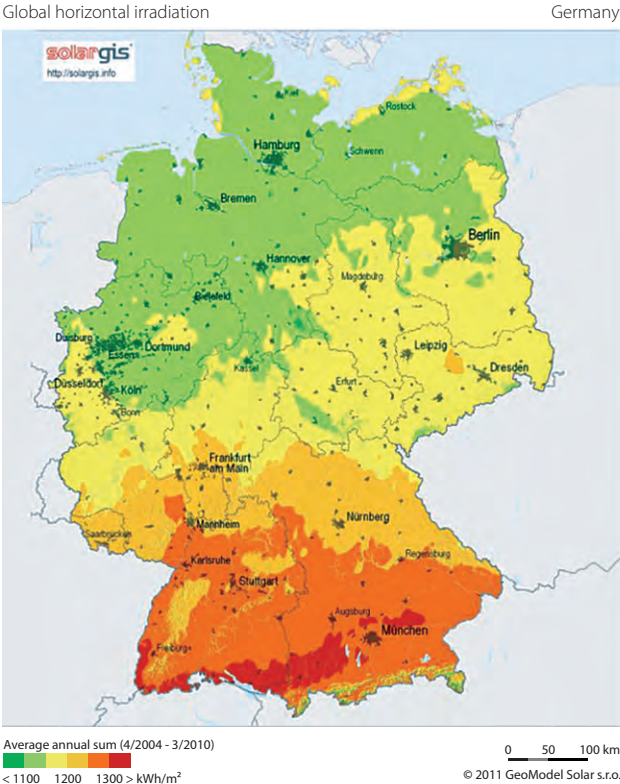 Global horizontal irradiation Germany
solargis
http://solargis.info
Kiel
Rostock
Hamburg
Schwerin
Bremen
Berlin
Hannover
Magdeburg
Bielefeld
Duisburg
Essen
Dortmund
Leipzig
Kassel
Dresden
Düsseldorf
Erfurt
Köln
Bonn
Frankfurt
am Main
Nürnberg
Mannheim
Saarbrücken
Regensburg
Karlsruhe
Stuttgart
Augsburg
München
Freiburg
Average annual sum (4/2004 - 3/2010)
0 50 100 km
< 1100 1200 1300 > kWh/m²
© 2011 GeoModel Solar s.r.o.